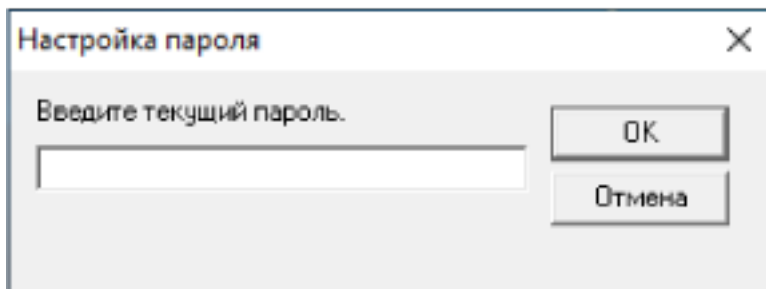 Настройка пароля
Введите текущий пароль.
OK
Отмена